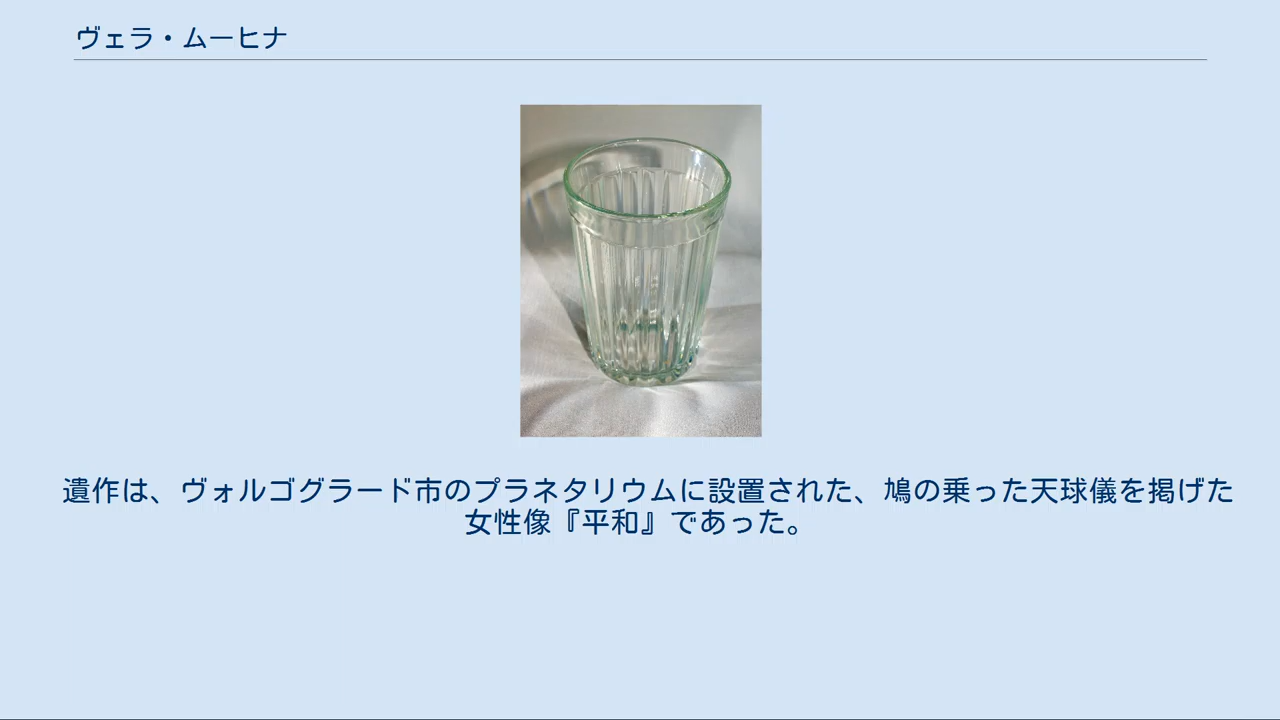 ヴェラ・ムーヒナ
遺作は、ヴォルゴグラード市のプラネタリウムに設置された、鳩の乗った天球儀を掲げた
女性像『平和』であった。